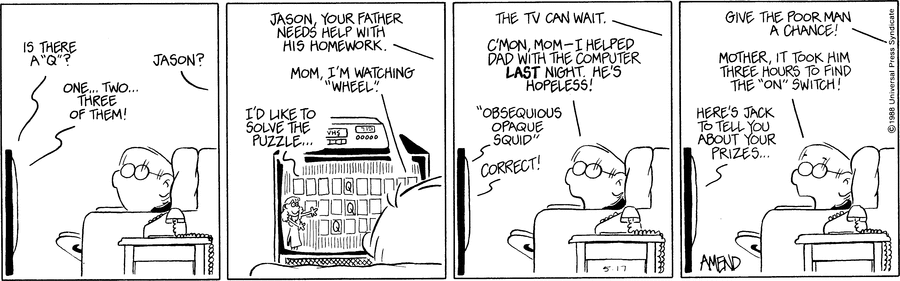 IS THERE
A "Q"?
JASON?
ONE... TWO...
THREE
OF THEM!
JASON, YOUR FATHER
NEEDS HELP WITH
HIS HOMEWORK.
MOM, I'M WATCHING
"WHEEL".
I'D LIKE TO
SOLVE THE
PUZZLE...
VHS
Q
Q
Q
THE TV CAN WAIT.
C'MON, MOM—I HELPED
DAD WITH THE COMPUTER
LAST NIGHT. HE'S
HOPELESS!
"OBSEQUIOUS
OPAQUE
SQUID"
CORRECT!
5-17
GIVE THE POOR MAN
A CHANCE!
MOTHER, IT TOOK HIM
THREE HOURS TO FIND
THE "ON" SWITCH!
HERE'S JACK
TO TELL YOU
ABOUT YOUR
PRIZES...
AMEND
© 1988 Universal Press Syndicate